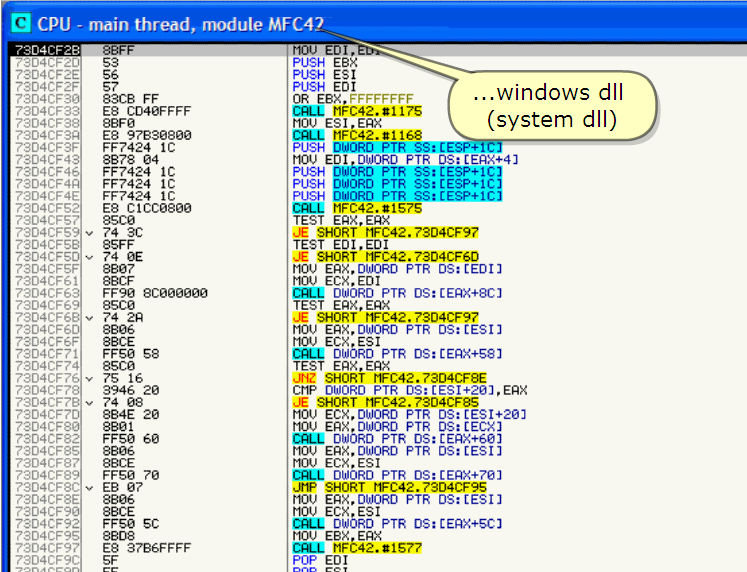 C CPU - main thread, module MFC42
...windows dll
(system dll)
73D4CF2B 8BFF MOV EDI,EDI
73D4CF2D 53 PUSH EBX
73D4CF2E 56 PUSH ESI
73D4CF2F 57 PUSH EDI
73D4CF30 83CB FF OR EBX,FFFFFFFF
73D4CF33 E8 CD40FFFF CALL MFC42.#1175
73D4CF38 8BF0 MOV ESI,EAX
73D4CF3A E8 97B30800 CALL MFC42.#1168
73D4CF3F FF7424 1C PUSH DWORD PTR SS:[ESP+1C]
73D4CF43 8B78 04 MOV EDI,DWORD PTR DS:[EAX+4]
73D4CF46 FF7424 1C PUSH DWORD PTR SS:[ESP+1C]
73D4CF4A FF7424 1C PUSH DWORD PTR SS:[ESP+1C]
73D4CF4E FF7424 1C PUSH DWORD PTR SS:[ESP+1C]
73D4CF52 E8 C1CC0800 CALL MFC42.#1575
73D4CF57 85C0 TEST EAX,EAX
73D4CF59 74 3C JE SHORT MFC42.73D4CF97
73D4CF5B 85FF TEST EDI,EDI
73D4CF5D 74 0E JE SHORT MFC42.73D4CF6D
73D4CF5F 8B07 MOV EAX,DWORD PTR DS:[EDI]
73D4CF61 8BCF MOV ECX,EDI
73D4CF63 FF90 8C000000 CALL DWORD PTR DS:[EAX+8C]
73D4CF69 85C0 TEST EAX,EAX
73D4CF6B 74 2A JE SHORT MFC42.73D4CF97
73D4CF6D 8B06 MOV EAX,DWORD PTR DS:[ESI]
73D4CF6F 8BCE MOV ECX,ESI
73D4CF71 FF50 58 CALL DWORD PTR DS:[EAX+58]
73D4CF74 85C0 TEST EAX,EAX
73D4CF76 75 16 JNZ SHORT MFC42.73D4CF8E
73D4CF78 3946 20 CMP DWORD PTR DS:[ESI+20],EAX
73D4CF7B 74 08 JE SHORT MFC42.73D4CF85
73D4CF7D 8B4E 20 MOV ECX,DWORD PTR DS:[ESI+20]
73D4CF80 8B01 MOV EAX,DWORD PTR DS:[ECX]
73D4CF82 FF50 60 CALL DWORD PTR DS:[EAX+60]
73D4CF85 8B06 MOV EAX,DWORD PTR DS:[ESI]
73D4CF87 8BCE MOV ECX,ESI
73D4CF89 FF50 70 CALL DWORD PTR DS:[EAX+70]
73D4CF8C EB 07 JMP SHORT MFC42.73D4CF95
73D4CF8E 8B06 MOV EAX,DWORD PTR DS:[ESI]
73D4CF90 8BCE MOV ECX,ESI
73D4CF92 FF50 5C CALL DWORD PTR DS:[EAX+5C]
73D4CF95 8BD8 MOV EBX,EAX
73D4CF97 E8 37B6FFFF CALL MFC42.#1577
73D4CF9C 5F POP EDI
POP ESI